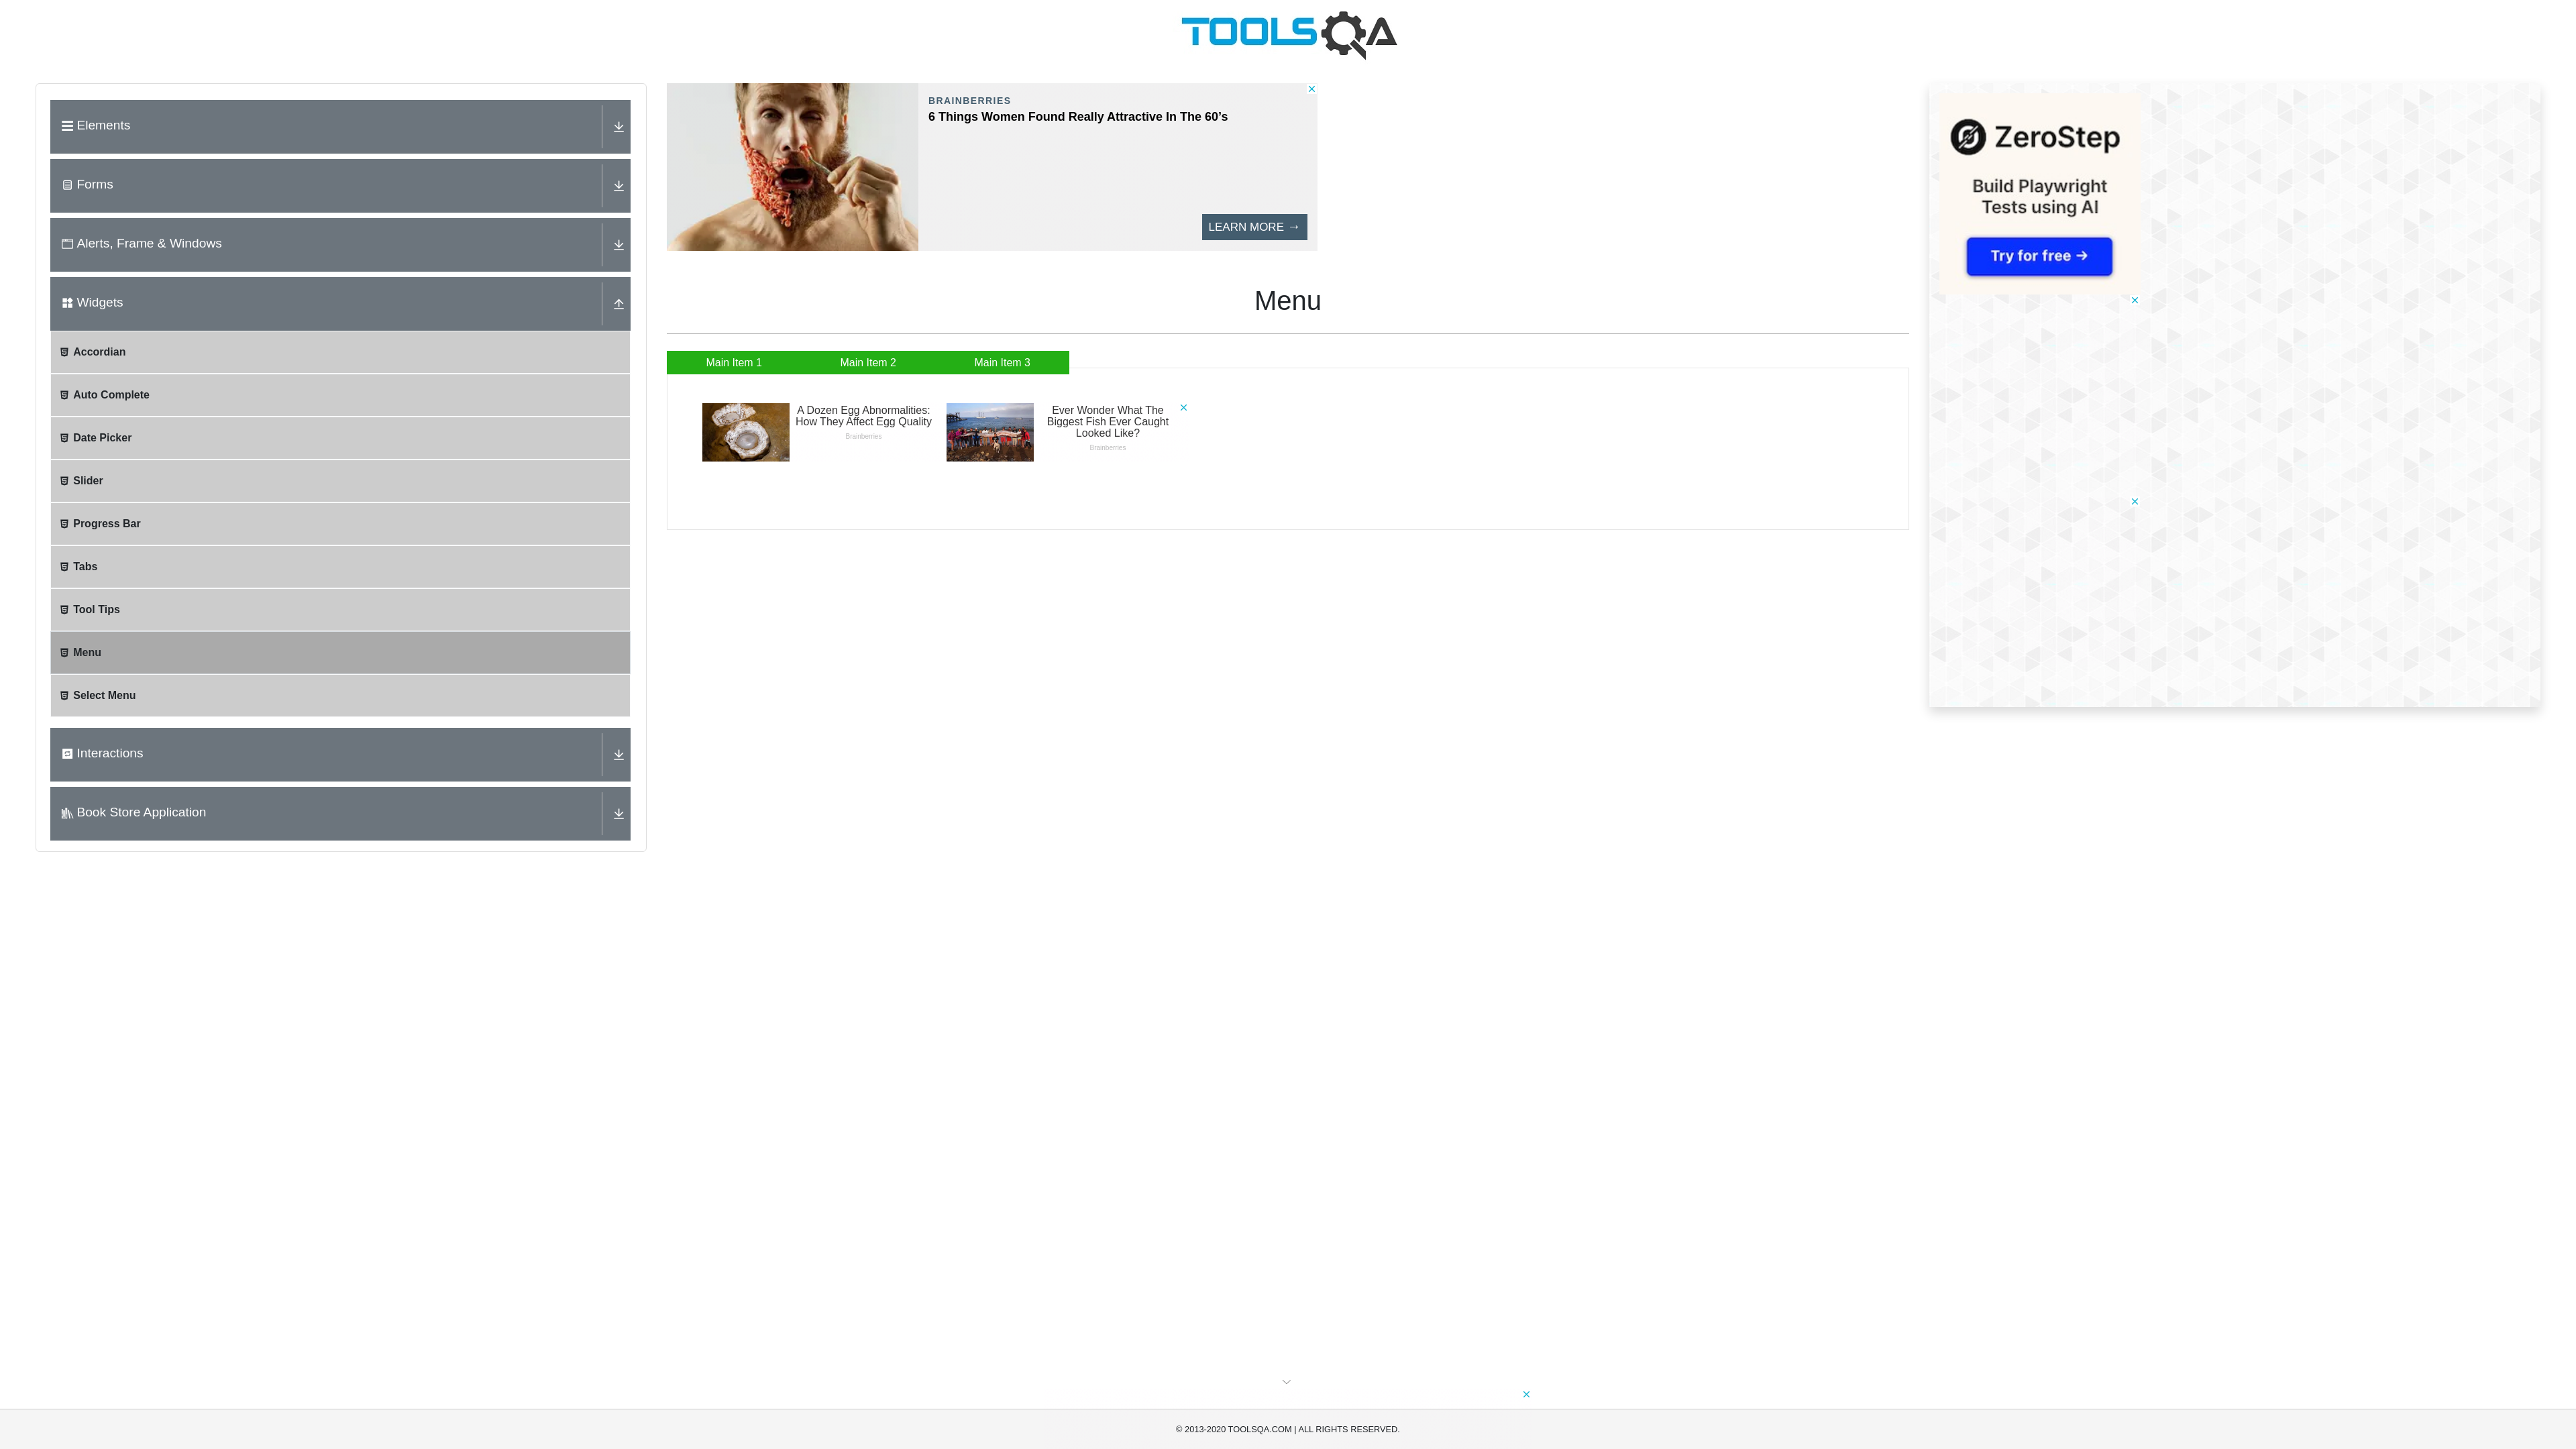 TOOLSQA
Elements
Forms
Alerts, Frame & Windows
Widgets
Accordian
Auto Complete
Date Picker
Slider
Progress Bar
Tabs
Tool Tips
Menu
Select Menu
Interactions
Book Store Application
BRAINBERRIES
6 Things Women Found Really Attractive In The 60’s
LEARN MORE →
Menu
Main Item 1
Main Item 2
Main Item 3
A Dozen Egg Abnormalities:
How They Affect Egg Quality
Brainberries
Ever Wonder What The
Biggest Fish Ever Caught
Looked Like?
Brainberries
ZeroStep
Build Playwright
Tests using AI
Try for free →
© 2013-2020 TOOLSQA.COM | ALL RIGHTS RESERVED.